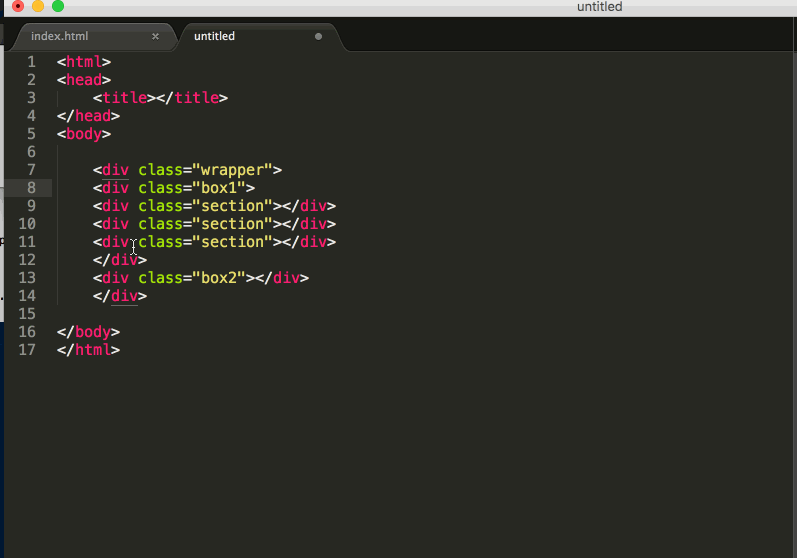 untitled
index.html × untitled
1 <html>
2 <head>
3 <title></title>
4 </head>
5 <body>
6
7 <div class="wrapper">
8 <div class="box1">
9 <div class="section"></div>
10 <div class="section"></div>
11 <div class="section"></div>
12 </div>
13 <div class="box2"></div>
14 </div>
15
16 </body>
17 </html>